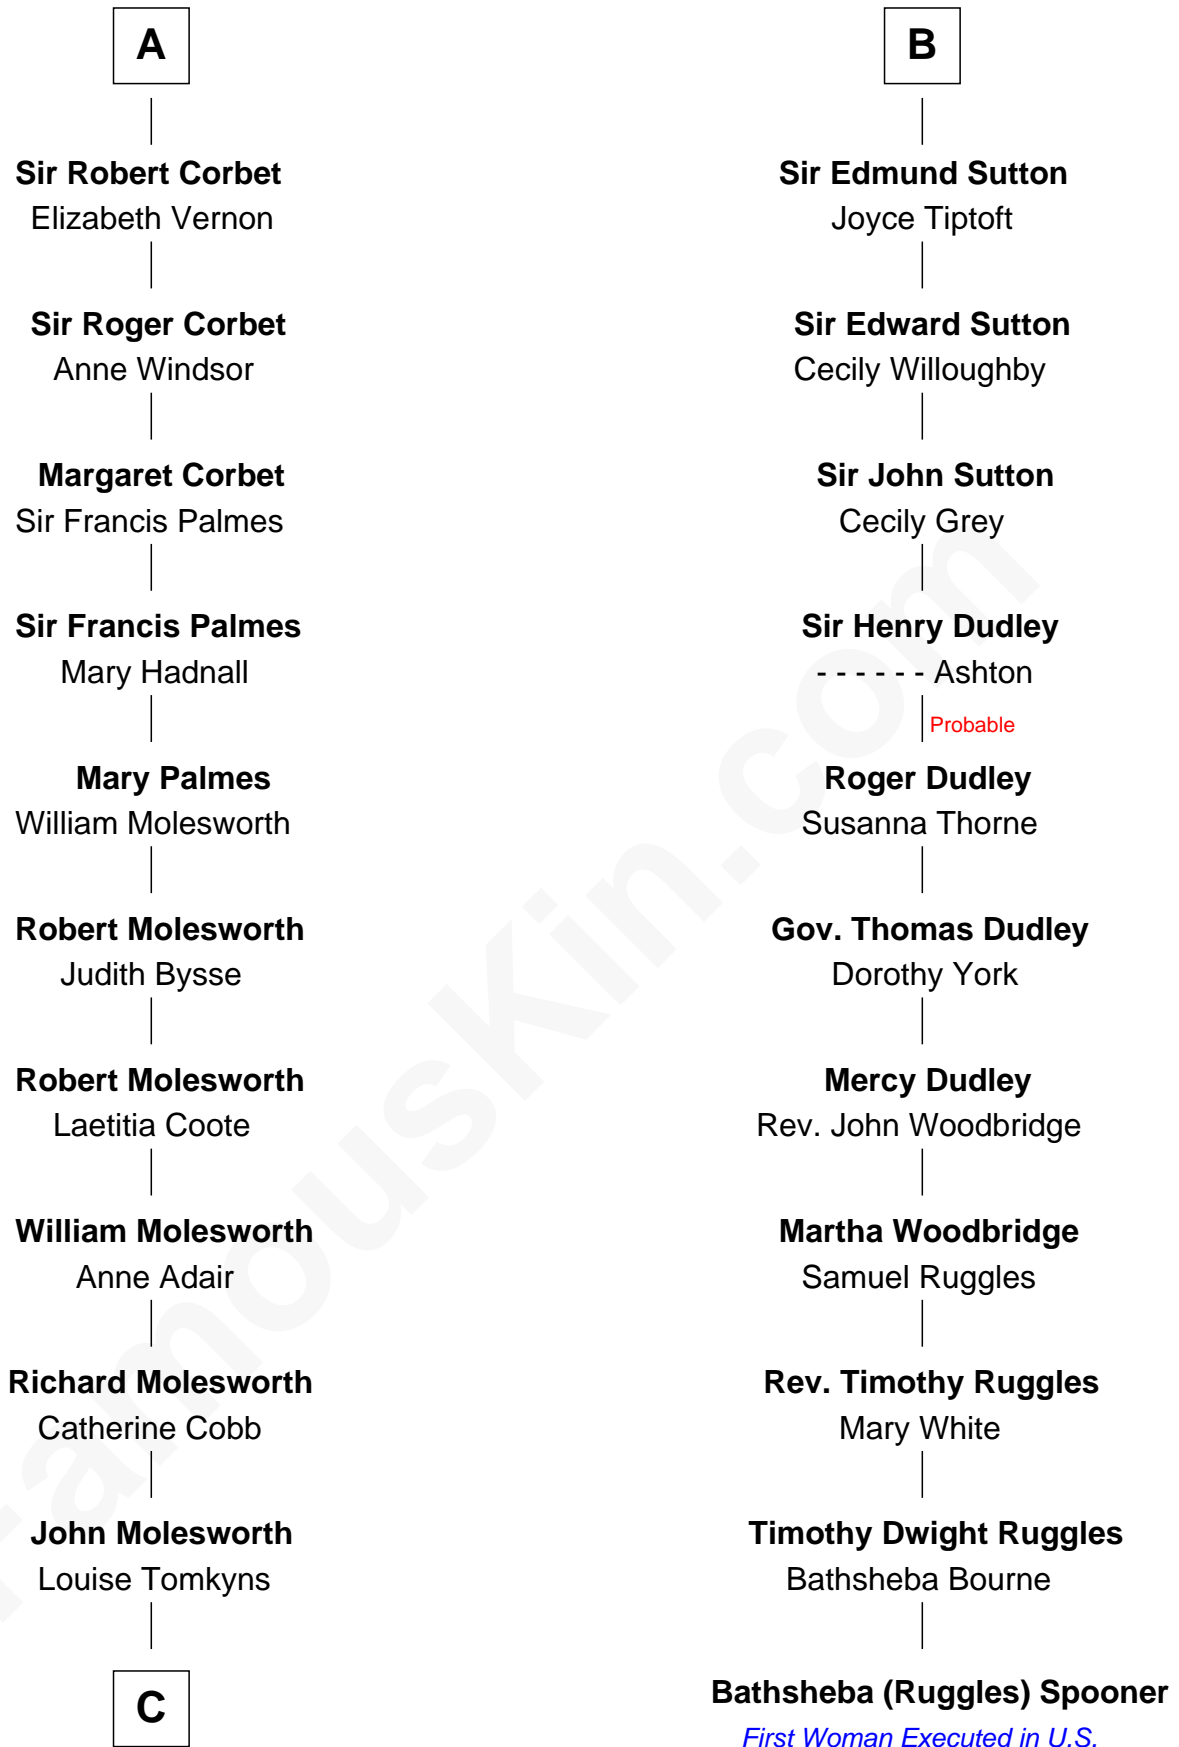 A
Sir Robert Corbet
Elizabeth Vernon
Sir Roger Corbet
Anne Windsor
Margaret Corbet
Sir Francis Palmes
Sir Francis Palmes
Mary Hadnall
Mary Palmes
William Molesworth
Robert Molesworth
Judith Bysse
Robert Molesworth
Laetitia Coote
William Molesworth
Anne Adair
Richard Molesworth
Catherine Cobb
John Molesworth
Louise Tomkyns
C
B
Sir Edmund Sutton
Joyce Tiptoft
Sir Edward Sutton
Cecily Willoughby
Sir John Sutton
Cecily Grey
Sir Henry Dudley
- - - - - - Ashton
Probable
Roger Dudley
Susanna Thorne
Gov. Thomas Dudley
Dorothy York
Mercy Dudley
Rev. John Woodbridge
Martha Woodbridge
Samuel Ruggles
Rev. Timothy Ruggles
Mary White
Timothy Dwight Ruggles
Bathsheba Bourne
Bathsheba (Ruggles) Spooner
First Woman Executed in U.S.
FamousKin.com